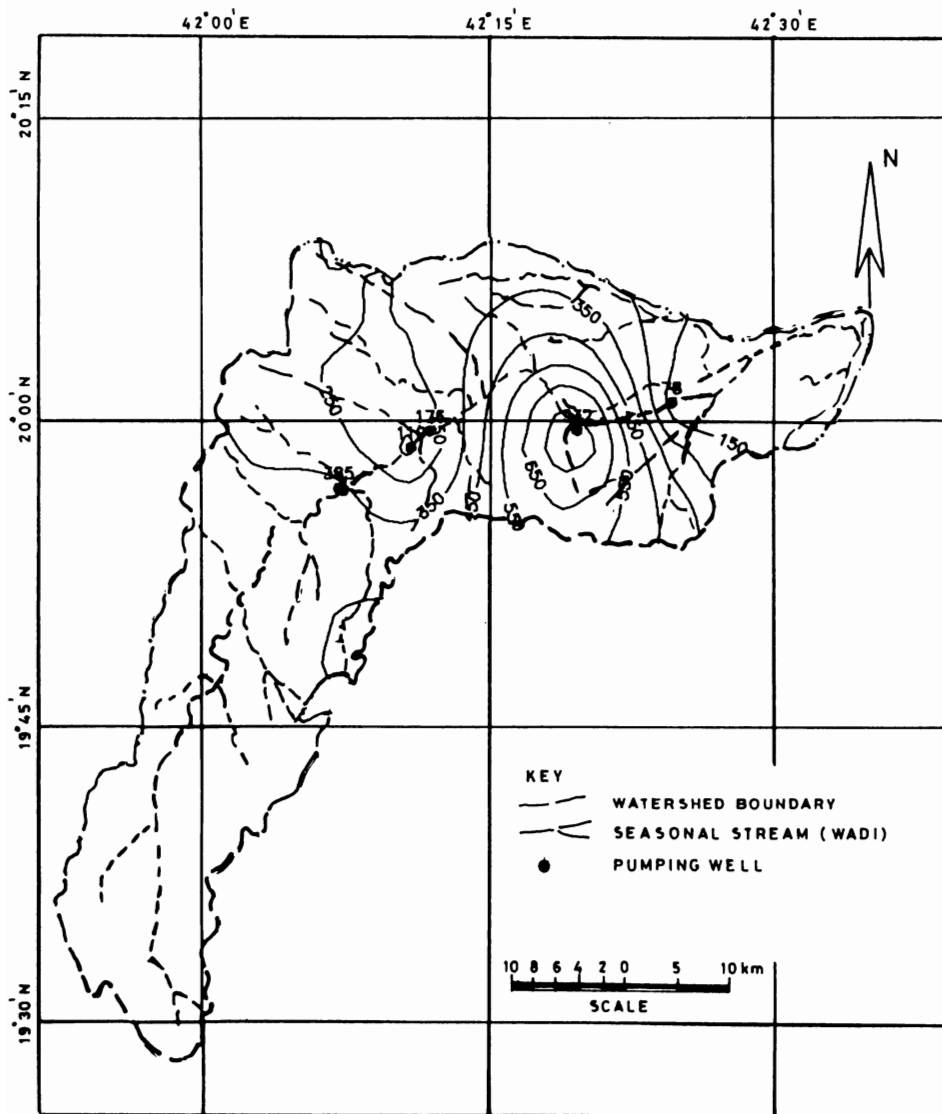 42°00' E 42°15' E 42°30' E
20°15' N
N
350
20°00' N
250
175
50
78
150
650
350
550
385
19°45' N
KEY
WATERSHED BOUNDARY
SEASONAL STREAM (WADI)
PUMPING WELL
10 8 6 4 2 0 5 10 km
SCALE
19°30' N